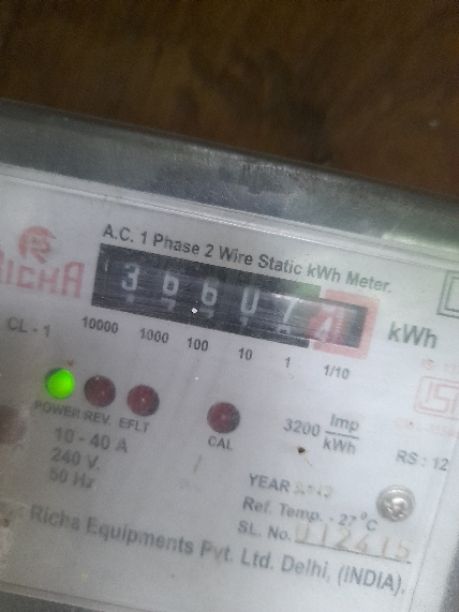 A.C. 1 Phase 2 Wire Static kWh Meter.
RICHA
366074 kWh
CL - 1
10000 1000 100 10 1 1/10
POWER REV. EFLT CAL
3200 Imp/kWh
10 - 40 A
240 V.
50 Hz
RS : 12
YEAR
Ref. Temp. - 27 °C
SL. No. 012415
Richa Equipments Pvt. Ltd. Delhi, (INDIA).